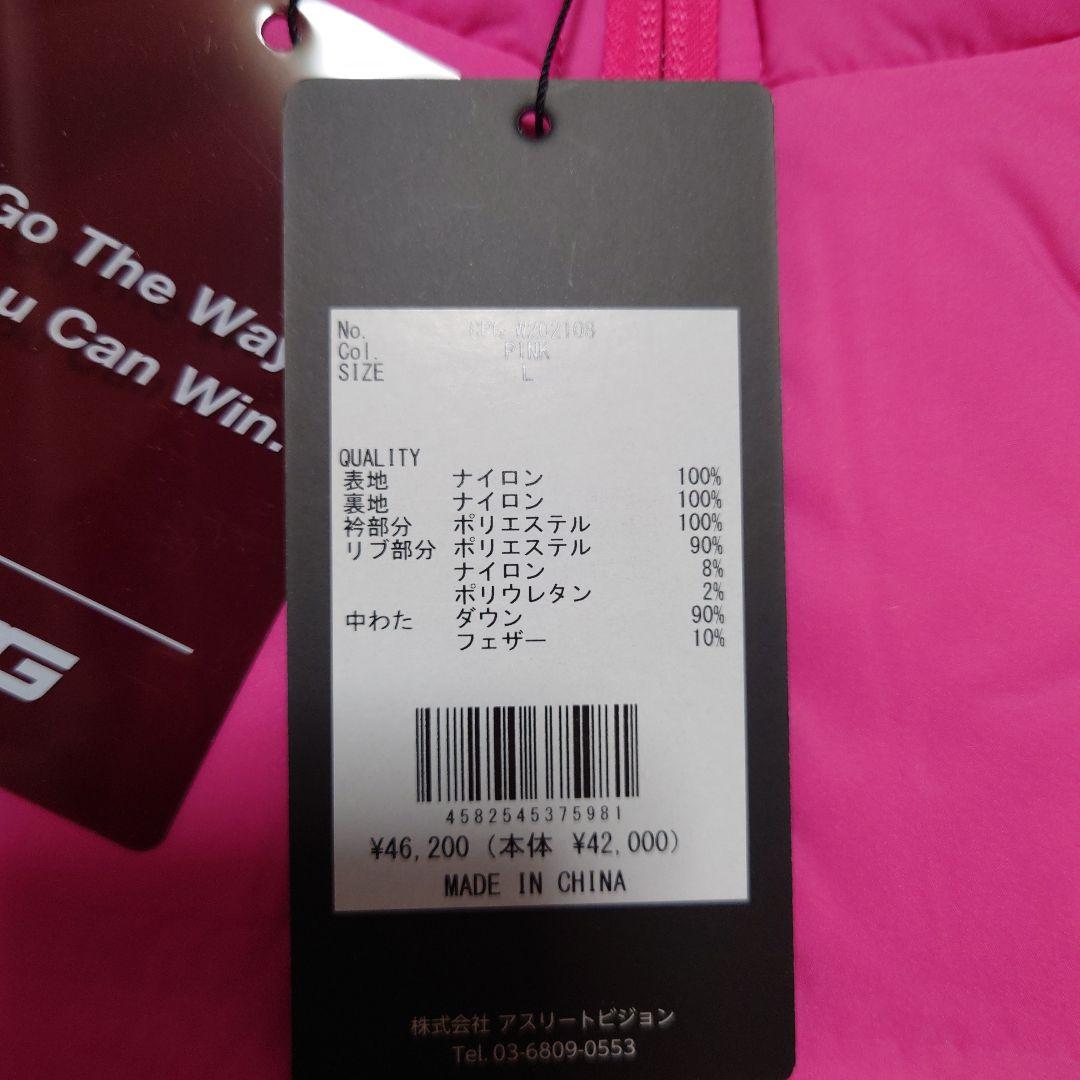 Go The Way
u Can Win.
G
No. W202108
Col. PINK
SIZE L
QUALITY
表地 ナイロン 100%
裏地 ナイロン 100%
衿部分 ポリエステル 100%
リブ部分 ポリエステル 90%
ナイロン 8%
ポリウレタン 2%
中わた ダウン 90%
フェザー 10%
4582545375981
¥46,200 (本体 ¥42,000)
MADE IN CHINA
株式会社 アスリートビジョン
Tel. 03-6809-0553